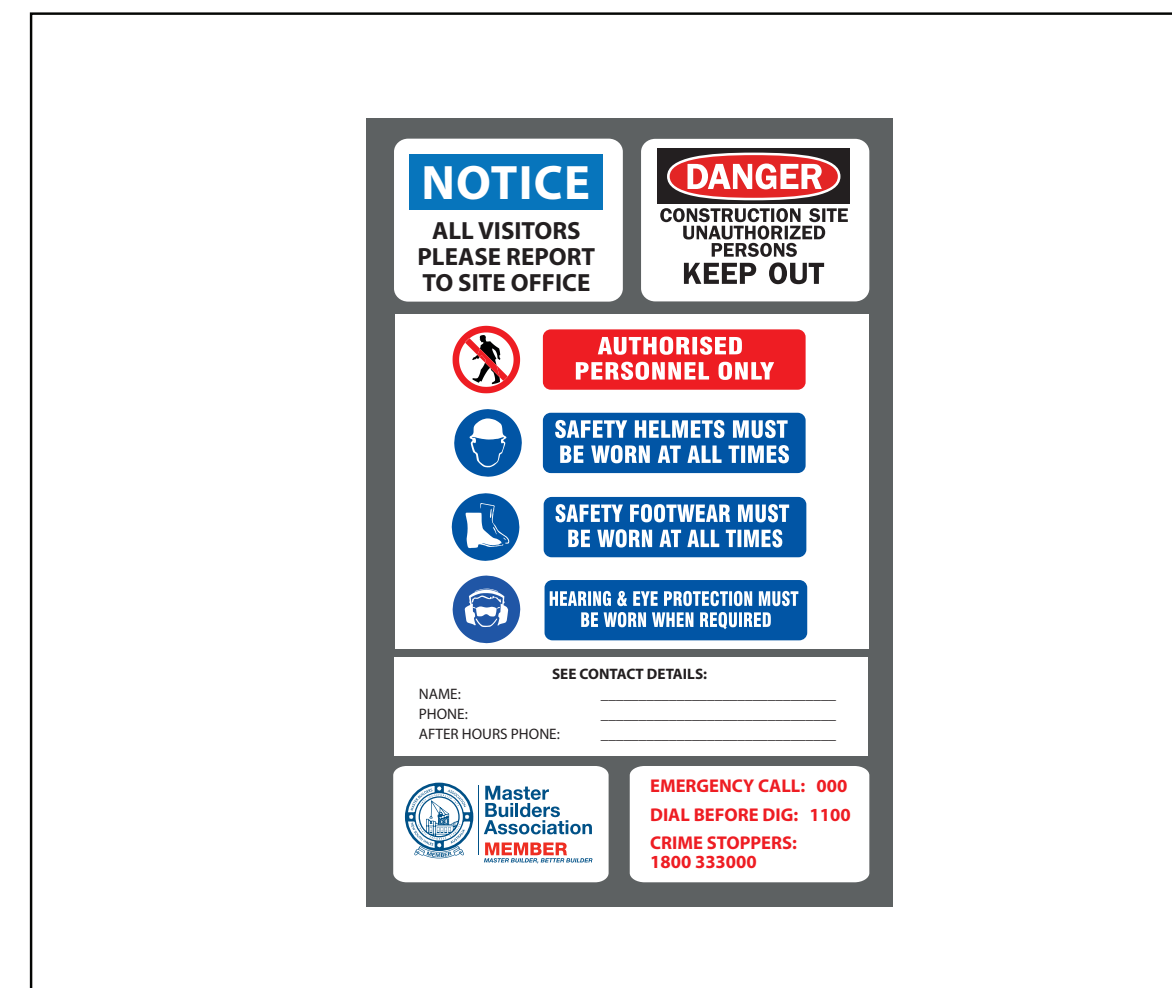 NOTICE
ALL VISITORS
PLEASE REPORT
TO SITE OFFICE
DANGER
CONSTRUCTION SITE
UNAUTHORIZED
PERSONS
KEEP OUT
AUTHORISED
PERSONNEL ONLY
SAFETY HELMETS MUST
BE WORN AT ALL TIMES
SAFETY FOOTWEAR MUST
BE WORN AT ALL TIMES
HEARING & EYE PROTECTION MUST
BE WORN WHEN REQUIRED
SEE CONTACT DETAILS:
NAME:
PHONE:
AFTER HOURS PHONE:
MEMBER
Master
Builders
Association
MEMBER
MASTER BUILDER, BETTER BUILDER
EMERGENCY CALL: 000
DIAL BEFORE DIG: 1100
CRIME STOPPERS:
1800 333000